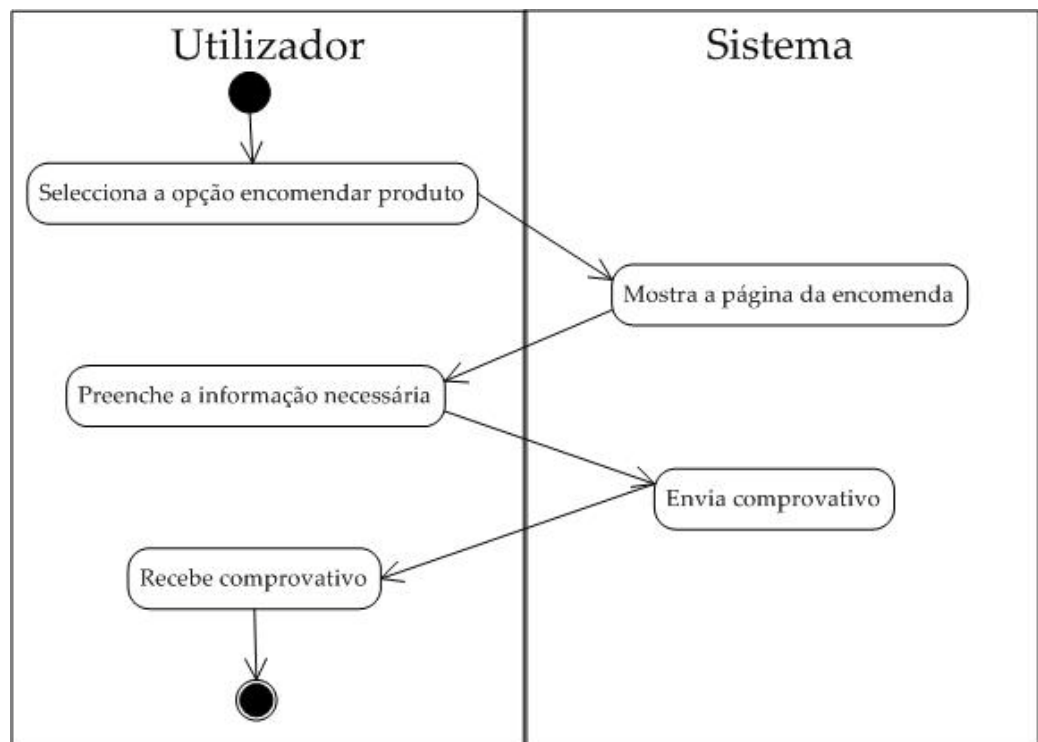 Utilizador
Sistema
Selecciona a opção encomendar produto
Mostra a página da encomenda
Preenche a informação necessária
Envia comprovativo
Recebe comprovativo